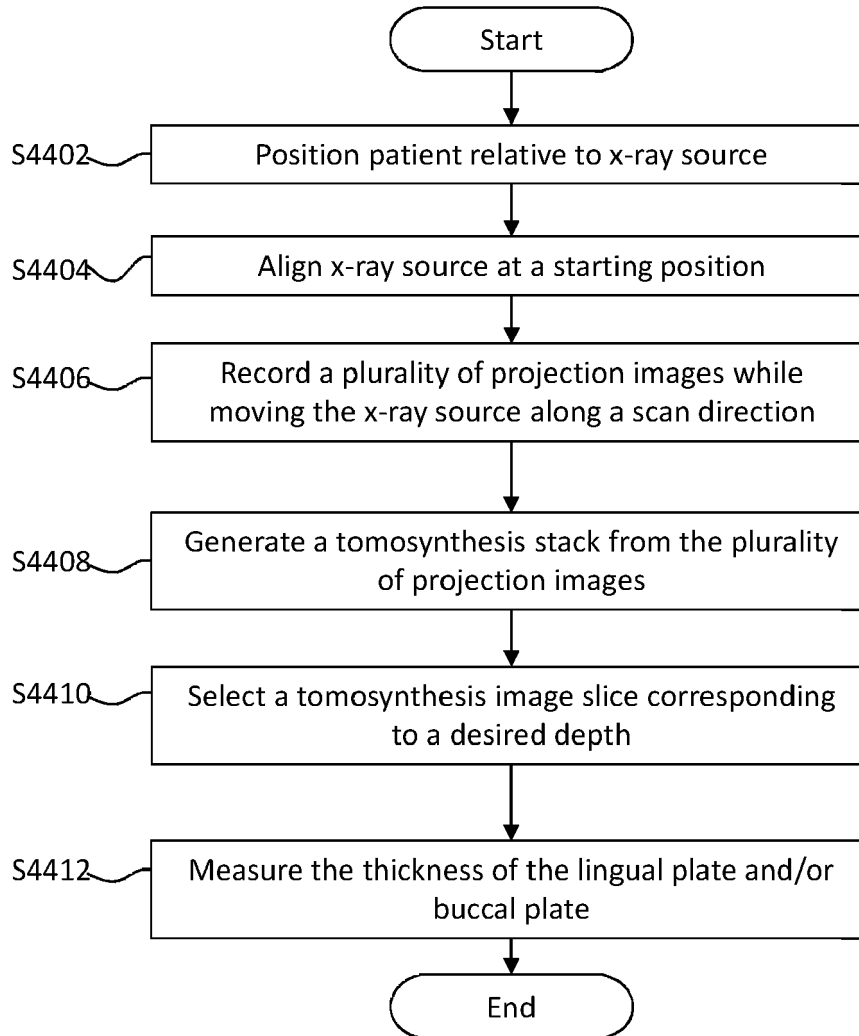 Start
S4402
Position patient relative to x-ray source
S4404
Align x-ray source at a starting position
S4406
Record a plurality of projection images while
moving the x-ray source along a scan direction
S4408
Generate a tomosynthesis stack from the plurality
of projection images
S4410
Select a tomosynthesis image slice corresponding
to a desired depth
S4412
Measure the thickness of the lingual plate and/or
buccal plate
End